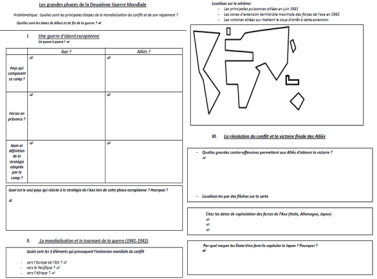 Les grandes phases de la Deuxième Guerre Mondiale
Problématique : Quelles sont les principales étapes de la mondialisation du conflit et de son règlement ?
Quelles sont les dates de début et de fin de la guerre ?
I. Une guerre d'abord européenne
Axe ?
Alliés ?
Pays qui composent ce camp ?
Forces en présence ?
Nom et définition de la stratégie adoptée par le camp ?
Quel est le seul pays qui résiste à la stratégie de l'Axe lors de cette phase européenne ? Pourquoi ?
II. La mondialisation et le tournant de la guerre (1941-1942)
Quels sont les 3 éléments qui provoquent l'extension mondiale du conflit
- vers l'Europe de l'Est ?
- vers le Pacifique ?
- vers l'Afrique ?
Localisez sur le schéma:
- Les principales puissances alliées en juin 1942
- Les zones d'extension territoriale maximale des forces de l'axe en 1942
- Les victoires alliées qui mettent le coup d'arrêt à cette extension
III. La résolution du conflit et la victoire finale des Alliés
- Quelles grandes contre-offensives permettent aux Alliés d'obtenir la victoire ?
- Localisez-les par des flèches sur la carte
Citez les dates de capitulation des forces de l'Axe (Italie, Allemagne, Japon)
Par quel moyen les Etats-Unis font-ils capituler le Japon ? Pourquoi ?